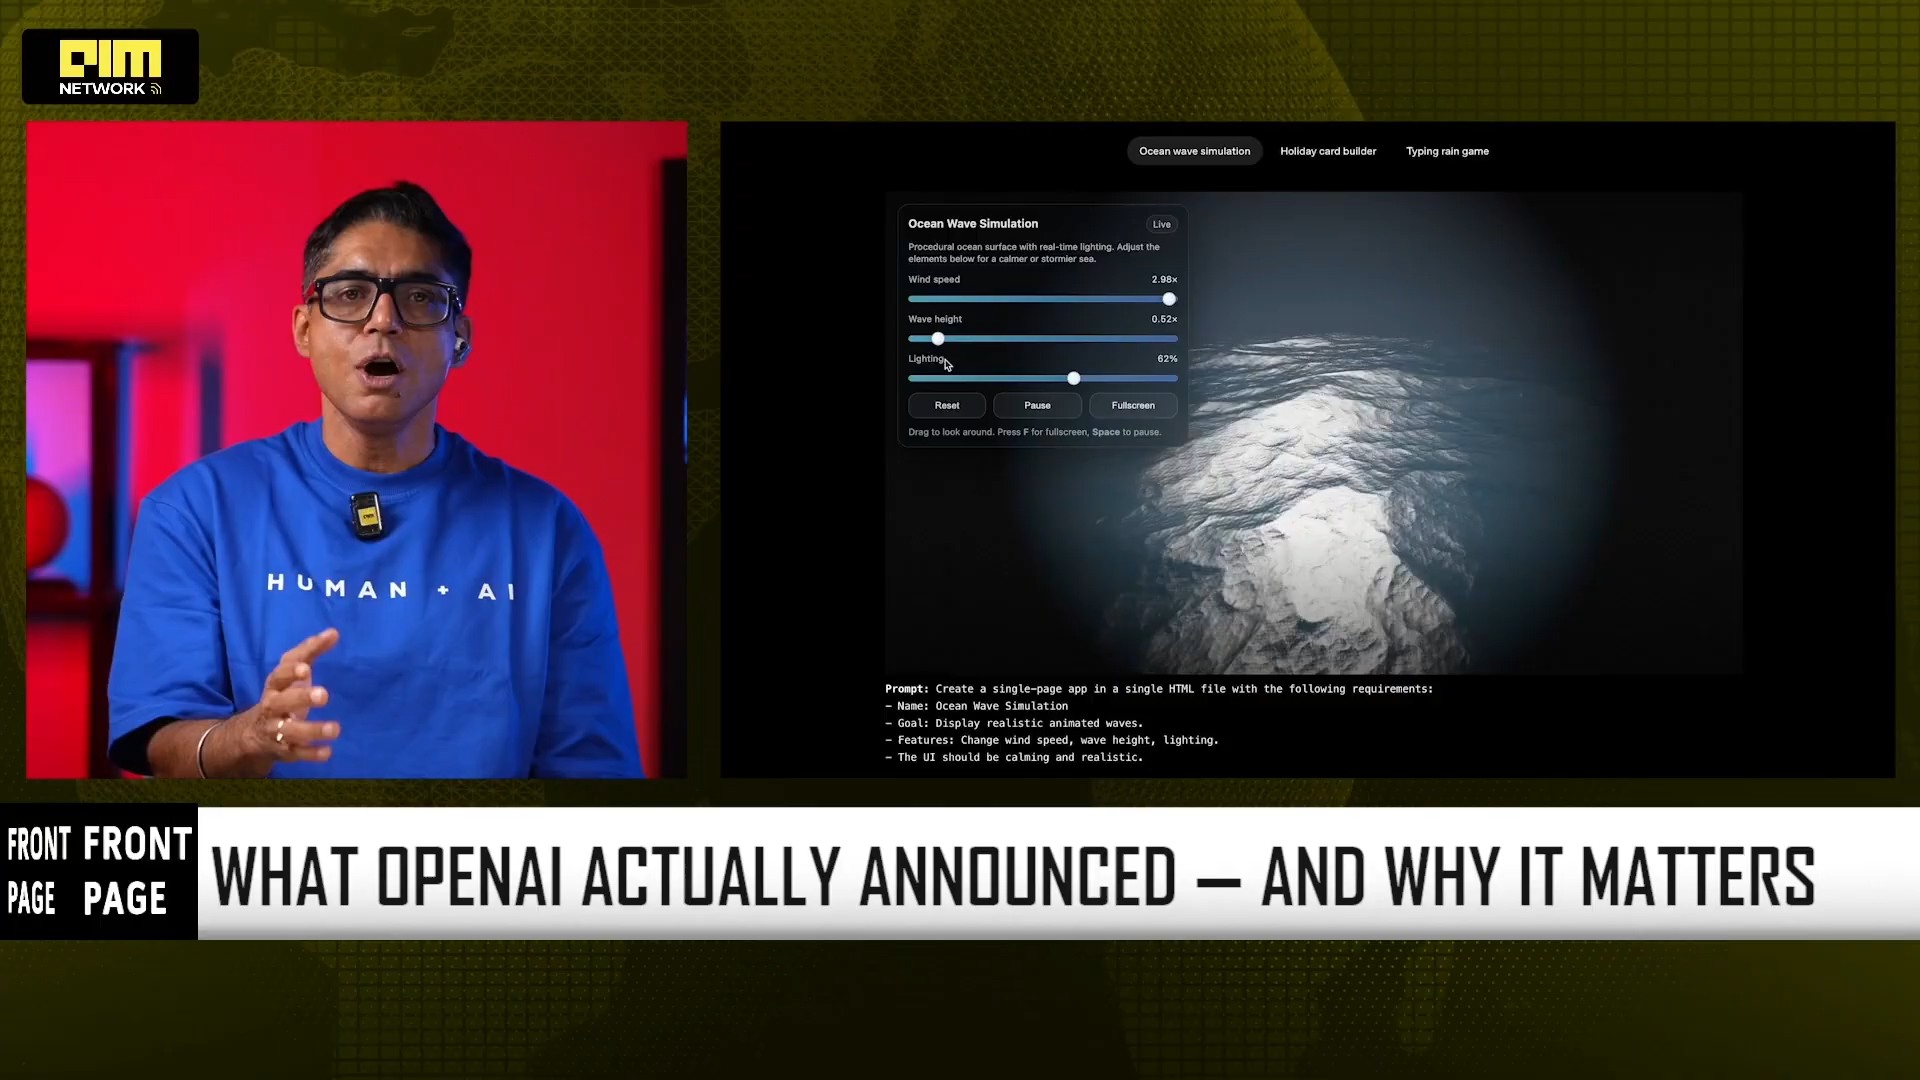 AIM
NETWORK
HUMAN + AI
Ocean wave simulation
Holiday card builder
Typing rain game
Ocean Wave Simulation
Live
Procedural ocean surface with real-time lighting. Adjust the
elements below for a calmer or stormier sea.
Wind speed
2.98×
Wave height
0.52×
Lighting
62%
Reset
Pause
Fullscreen
Drag to look around. Press F for fullscreen, Space to pause.
Prompt: Create a single-page app in a single HTML file with the following requirements:
- Name: Ocean Wave Simulation
- Goal: Display realistic animated waves.
- Features: Change wind speed, wave height, lighting.
- The UI should be calming and realistic.
FRONT FRONT
PAGE PAGE
WHAT OPENAI ACTUALLY ANNOUNCED — AND WHY IT MATTERS